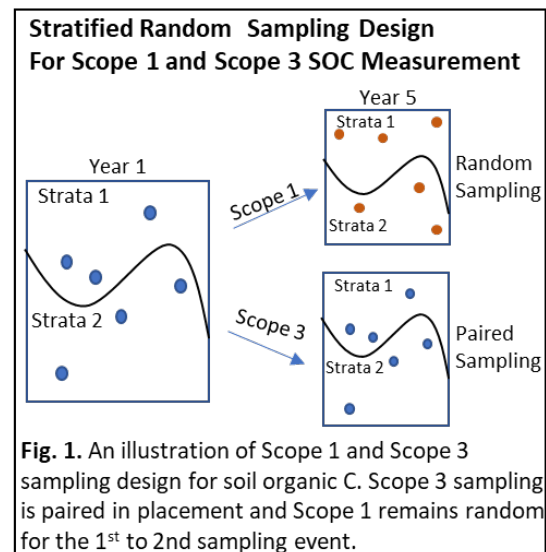 Stratified Random Sampling Design
For Scope 1 and Scope 3 SOC Measurement
Year 1
Strata 1
Strata 2
Scope 1
Scope 3
Year 5
Strata 1
Strata 2
Random
Sampling
Strata 1
Strata 2
Paired
Sampling
Fig. 1. An illustration of Scope 1 and Scope 3
sampling design for soil organic C. Scope 3 sampling
is paired in placement and Scope 1 remains random
for the 1st to 2nd sampling event.